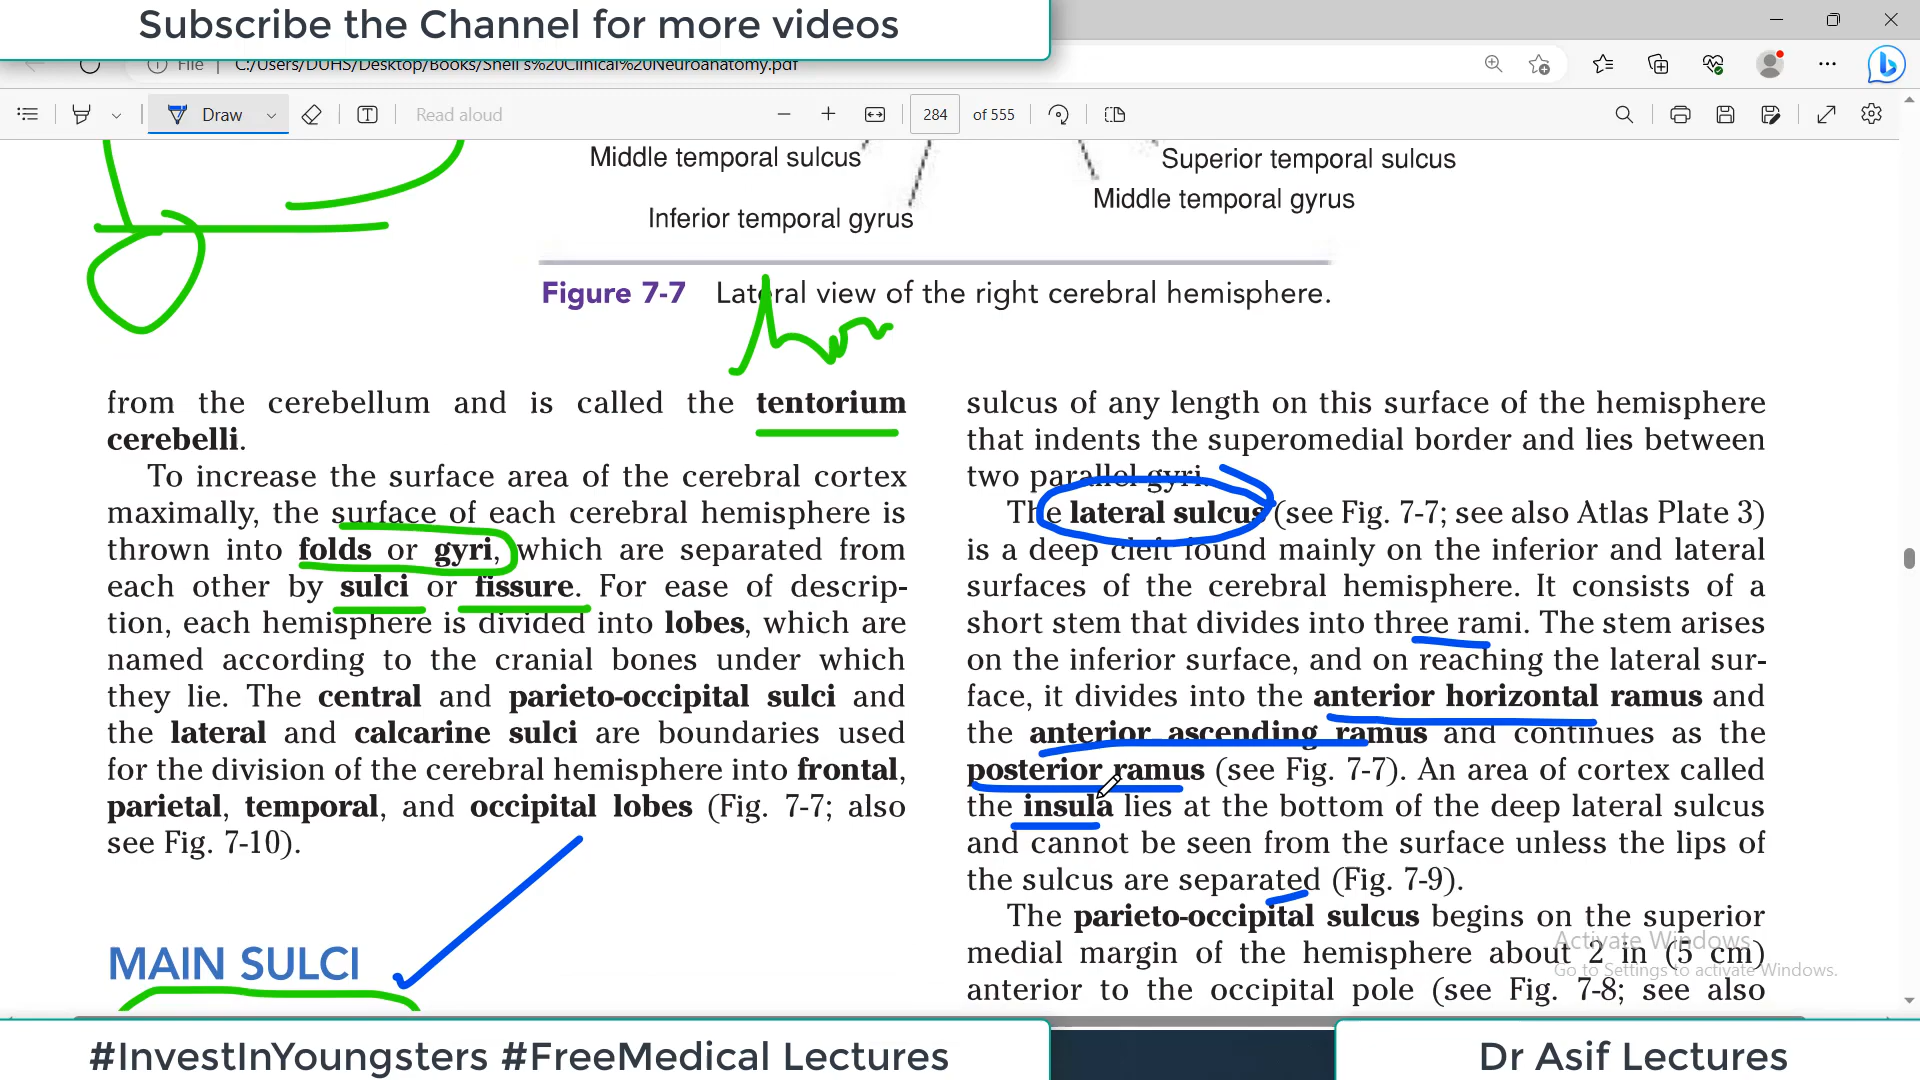 Subscribe the Channel for more videos
File
C:/Users/DUHS/Desktop/Books/Snell's%20Clinical%20Neuroanatomy.pdf
Draw
Read aloud
284
of 555
Middle temporal sulcus
Superior temporal sulcus
Middle temporal gyrus
Inferior temporal gyrus
Figure 7-7 Lateral view of the right cerebral hemisphere.
from the cerebellum and is called the tentorium
cerebelli.
To increase the surface area of the cerebral cortex
maximally, the surface of each cerebral hemisphere is
thrown into folds or gyri, which are separated from
each other by sulci or fissure. For ease of descrip-
tion, each hemisphere is divided into lobes, which are
named according to the cranial bones under which
they lie. The central and parieto-occipital sulci and
the lateral and calcarine sulci are boundaries used
for the division of the cerebral hemisphere into frontal,
parietal, temporal, and occipital lobes (Fig. 7-7; also
see Fig. 7-10).
MAIN SULCI
sulcus of any length on this surface of the hemisphere
that indents the superomedial border and lies between
two parallel gyri.
The lateral sulcus (see Fig. 7-7; see also Atlas Plate 3)
is a deep cleft found mainly on the inferior and lateral
surfaces of the cerebral hemisphere. It consists of a
short stem that divides into three rami. The stem arises
on the inferior surface, and on reaching the lateral sur-
face, it divides into the anterior horizontal ramus and
the anterior ascending ramus and continues as the
posterior ramus (see Fig. 7-7). An area of cortex called
the insula lies at the bottom of the deep lateral sulcus
and cannot be seen from the surface unless the lips of
the sulcus are separated (Fig. 7-9).
The parieto-occipital sulcus begins on the superior
medial margin of the hemisphere about 2 in (5 cm)
anterior to the occipital pole (see Fig. 7-8; see also
Activate Windows
Go to Settings to activate Windows.
#InvestInYoungsters #FreeMedical Lectures
Dr Asif Lectures